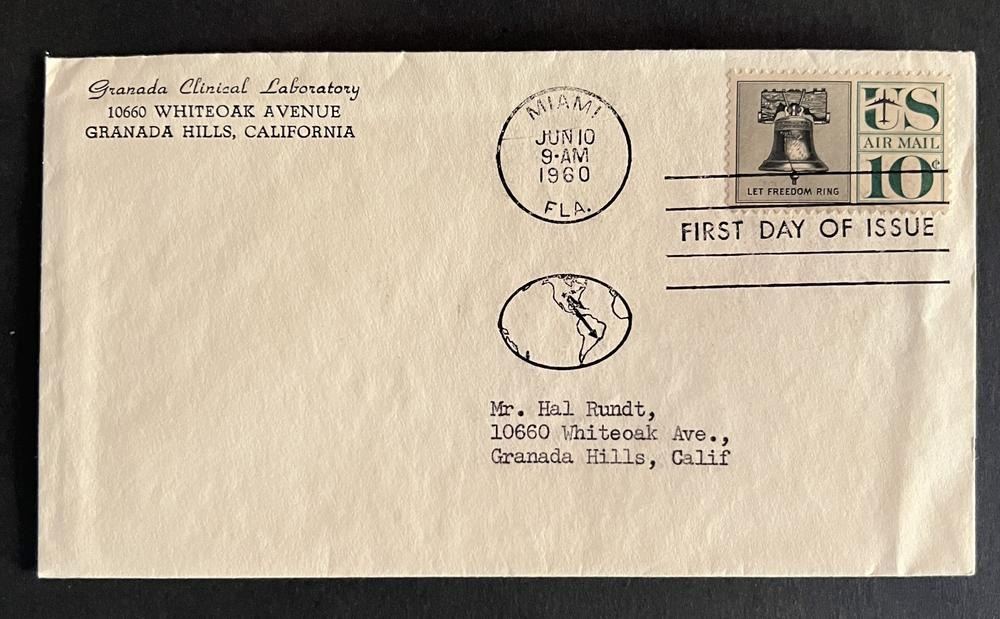 Granada Clinical Laboratory
10660 WHITEOAK AVENUE
GRANADA HILLS, CALIFORNIA
MIAMI
JUN 10
9-AM
1960
FLA.
US
AIR MAIL
10¢
LET FREEDOM RING
FIRST DAY OF ISSUE
Mr. Hal Rundt,
10660 Whiteoak Ave.,
Granada Hills, Calif